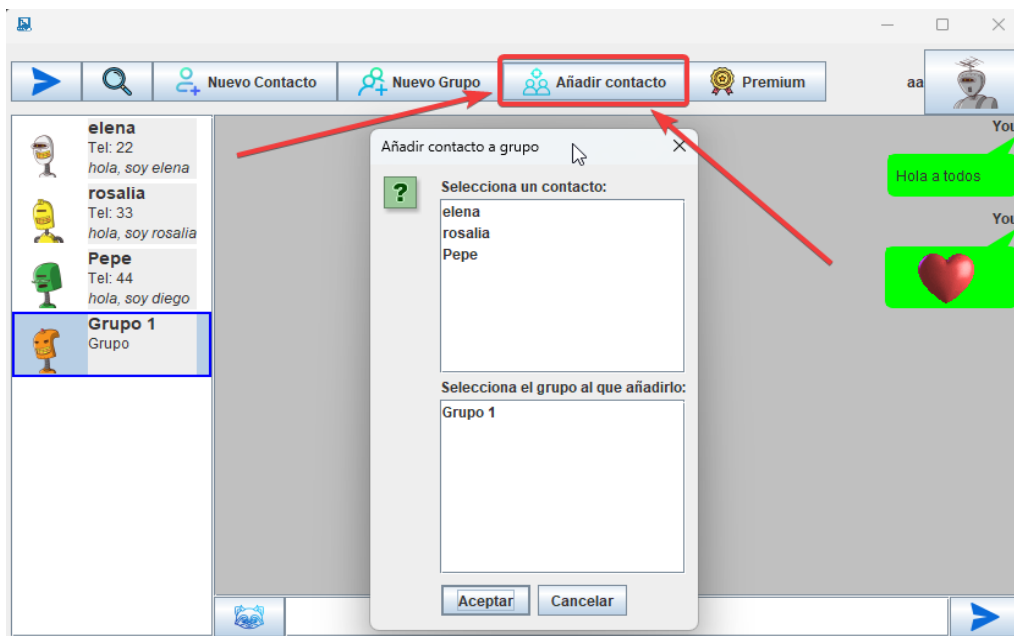 Nuevo Contacto
Nuevo Grupo
Añadir contacto
Premium
aa
elena
Tel: 22
hola, soy elena
rosalia
Tel: 33
hola, soy rosalia
Pepe
Tel: 44
hola, soy diego
Grupo 1
Grupo
Añadir contacto a grupo
?
Selecciona un contacto:
elena
rosalia
Pepe
Selecciona el grupo al que añadirlo:
Grupo 1
Aceptar
Cancelar
You
Hola a todos
You